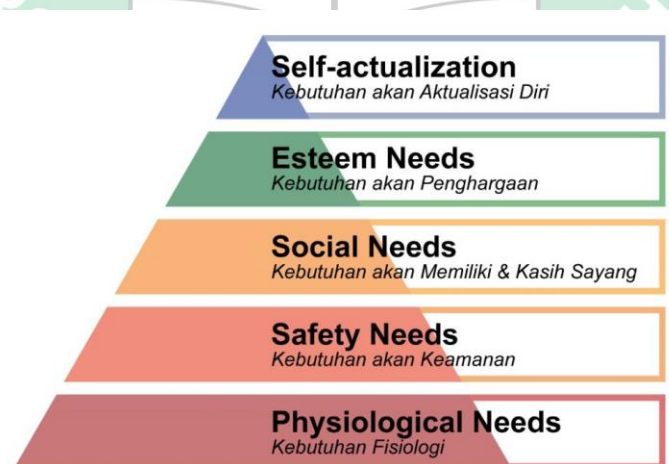 Self-actualization
Kebutuhan akan Aktualisasi Diri
Esteem Needs
Kebutuhan akan Penghargaan
Social Needs
Kebutuhan akan Memiliki & Kasih Sayang
Safety Needs
Kebutuhan akan Keamanan
Physiological Needs
Kebutuhan Fisiologi